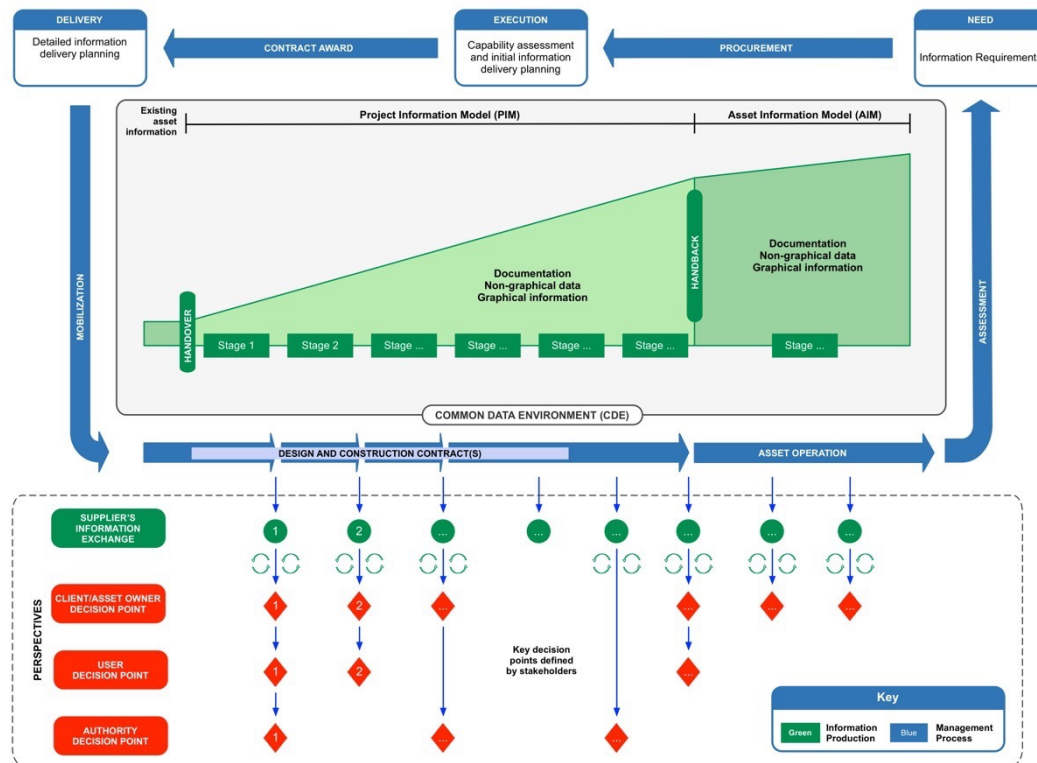 DELIVERY
Detailed information
delivery planning
CONTRACT AWARD
EXECUTION
Capability assessment
and initial information
delivery planning
PROCUREMENT
NEED
Information Requirements
Existing
asset
information
Project Information Model (PIM)
Asset Information Model (AIM)
MOBILIZATION
HANDOVER
Documentation
Non-graphical data
Graphical information
HANDBACK
Documentation
Non-graphical data
Graphical information
ASSESSMENT
Stage 1
Stage 2
Stage ...
Stage ...
Stage ...
Stage ...
Stage ...
COMMON DATA ENVIRONMENT (CDE)
DESIGN AND CONSTRUCTION CONTRACT(S)
ASSET OPERATION
PERSPECTIVES
SUPPLIER'S
INFORMATION
EXCHANGE
1
2
...
...
...
...
...
...
CLIENT/ASSET OWNER
DECISION POINT
1
2
...
...
...
...
USER
DECISION POINT
1
2
...
Key decision
points defined
by stakeholders
AUTHORITY
DECISION POINT
1
...
...
Key
Green
Information
Production
Blue
Management
Process